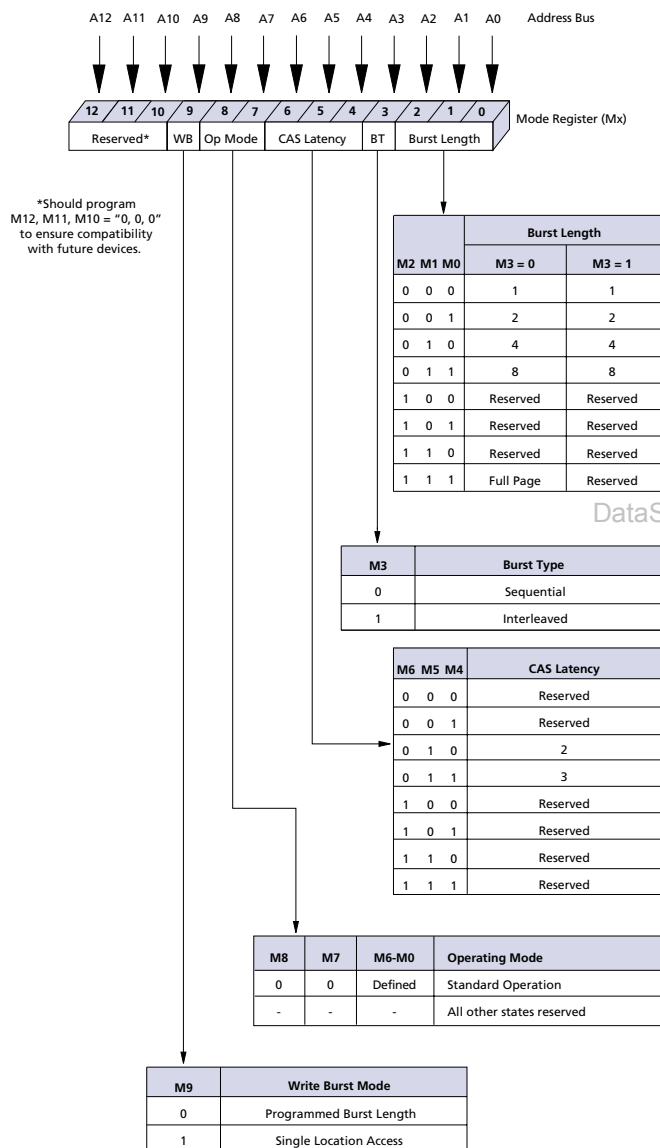 A12 A11 A10 A9 A8 A7 A6 A5 A4 A3 A2 A1 A0 Address Bus
12 11 10 9 8 7 6 5 4 3 2 1 0
Mode Register (Mx)
Reserved* WB Op Mode CAS Latency BT Burst Length
*Should program
M12, M11, M10 = “0, 0, 0”
to ensure compatibility
with future devices.
Burst Length
M2 M1 M0 M3 = 0 M3 = 1
0 0 0 1 1
0 0 1 2 2
0 1 0 4 4
0 1 1 8 8
1 0 0 Reserved Reserved
1 0 1 Reserved Reserved
1 1 0 Reserved Reserved
1 1 1 Full Page Reserved
DataS
M3 Burst Type
0 Sequential
1 Interleaved
M6 M5 M4 CAS Latency
0 0 0 Reserved
0 0 1 Reserved
0 1 0 2
0 1 1 3
1 0 0 Reserved
1 0 1 Reserved
1 1 0 Reserved
1 1 1 Reserved
M8 M7 M6-M0 Operating Mode
0 0 Defined Standard Operation
- - - All other states reserved
M9 Write Burst Mode
0 Programmed Burst Length
1 Single Location Access